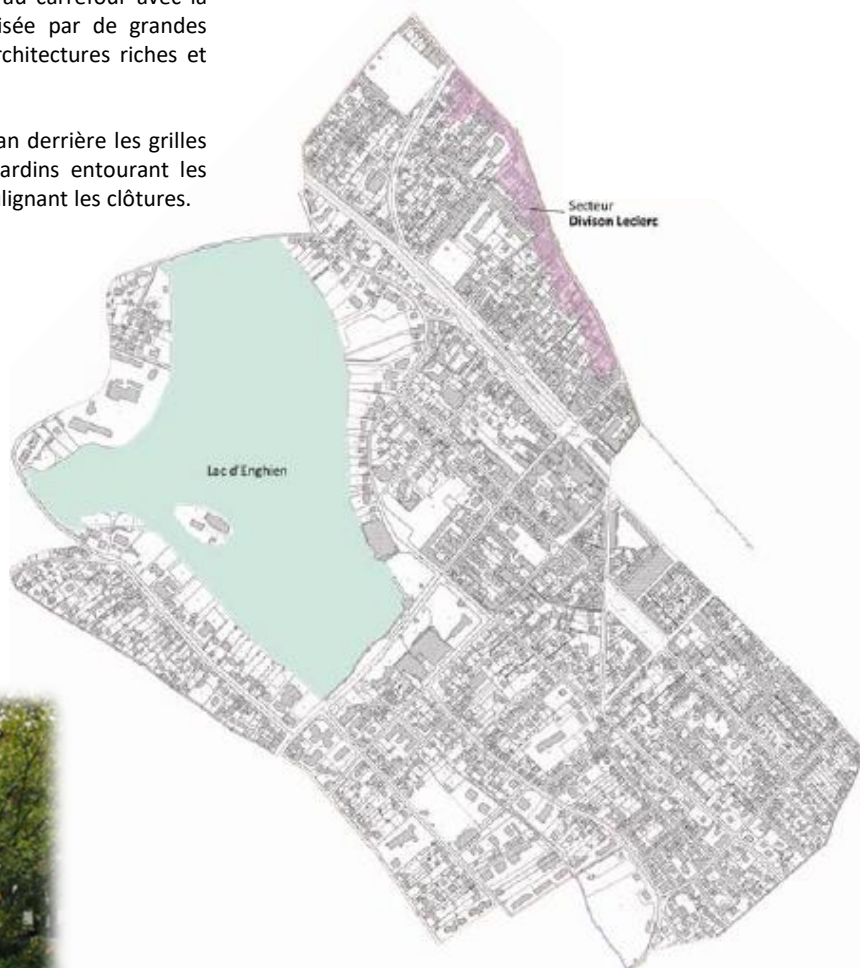 au carrefour avec la
isée par de grandes
rchitectures riches et
an derrière les grilles
ardins entourant les
lignant les clôtures.
Secteur
Divison Leclerc
Lac d'Enghien